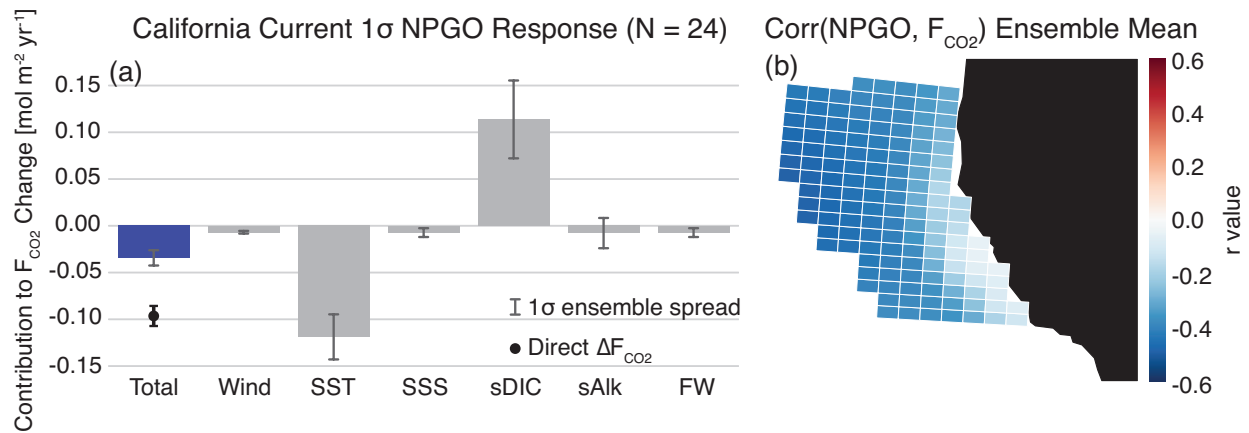 California Current 1σ NPGO Response (N = 24)
(a)
Contribution to F_CO2 Change [mol m⁻² yr⁻¹]
0.15
0.10
0.05
0.00
-0.05
-0.10
-0.15
1σ ensemble spread
Direct ΔF_CO2
Total Wind SST SSS sDIC sAlk FW
Corr(NPGO, F_CO2) Ensemble Mean
(b)
0.6
0.4
0.2
0.0
-0.2
-0.4
-0.6
r value